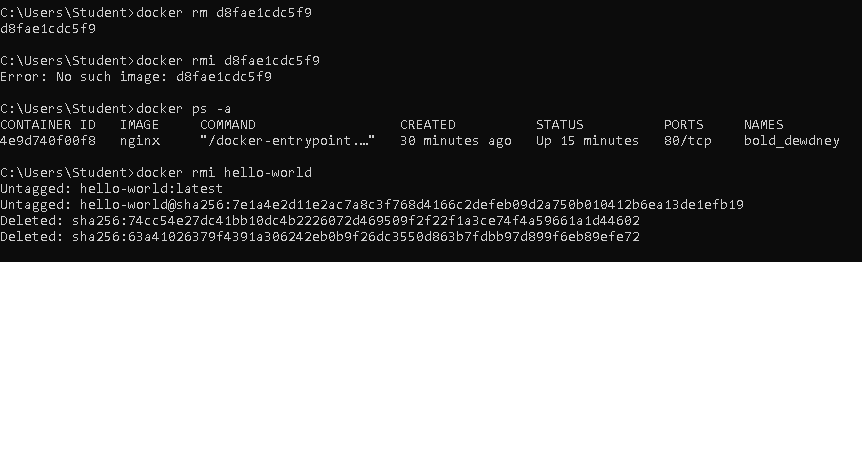 C:\Users\Student>docker rm d8fae1cdc5f9
d8fae1cdc5f9
C:\Users\Student>docker rmi d8fae1cdc5f9
Error: No such image: d8fae1cdc5f9
C:\Users\Student>docker ps -a
CONTAINER ID   IMAGE     COMMAND                  CREATED          STATUS          PORTS     NAMES
4e9d740f00f8   nginx     "/docker-entrypoint.…"   30 minutes ago   Up 15 minutes   80/tcp    bold_dewdney
C:\Users\Student>docker rmi hello-world
Untagged: hello-world:latest
Untagged: hello-world@sha256:7e1a4e2d11e2ac7a8c3f768d4166c2defeb09d2a750b010412b6ea13de1efb19
Deleted: sha256:74cc54e27dc41bb10dc4b2226072d469509f2f22f1a3ce74f4a59661a1d44602
Deleted: sha256:63a41026379f4391a306242eb0b9f26dc3550d863b7fdbb97d899f6eb89efe72